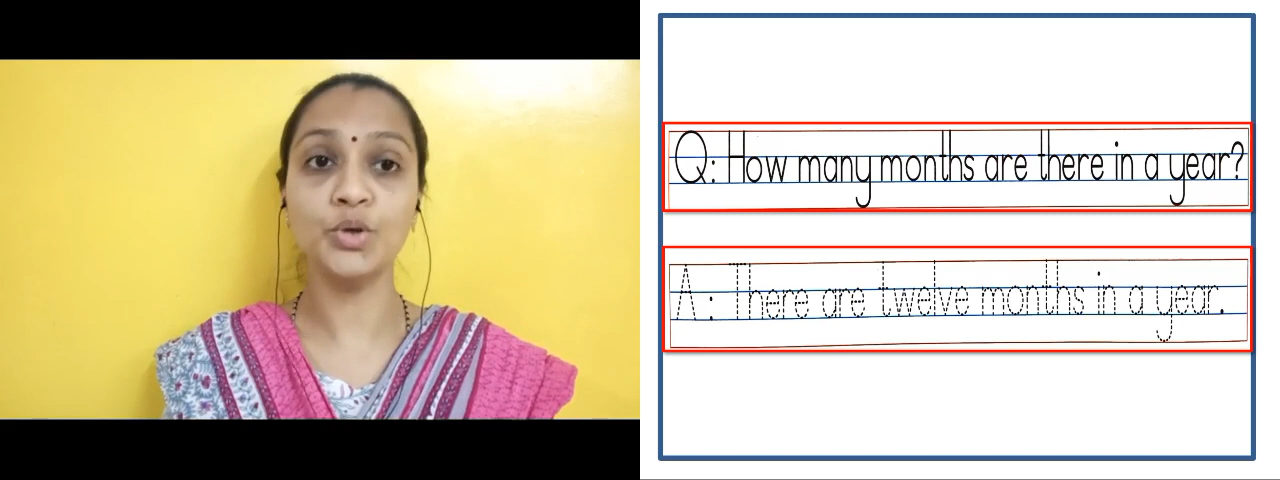 Q: How many months are there in a year?
A: There are twelve months in a year.